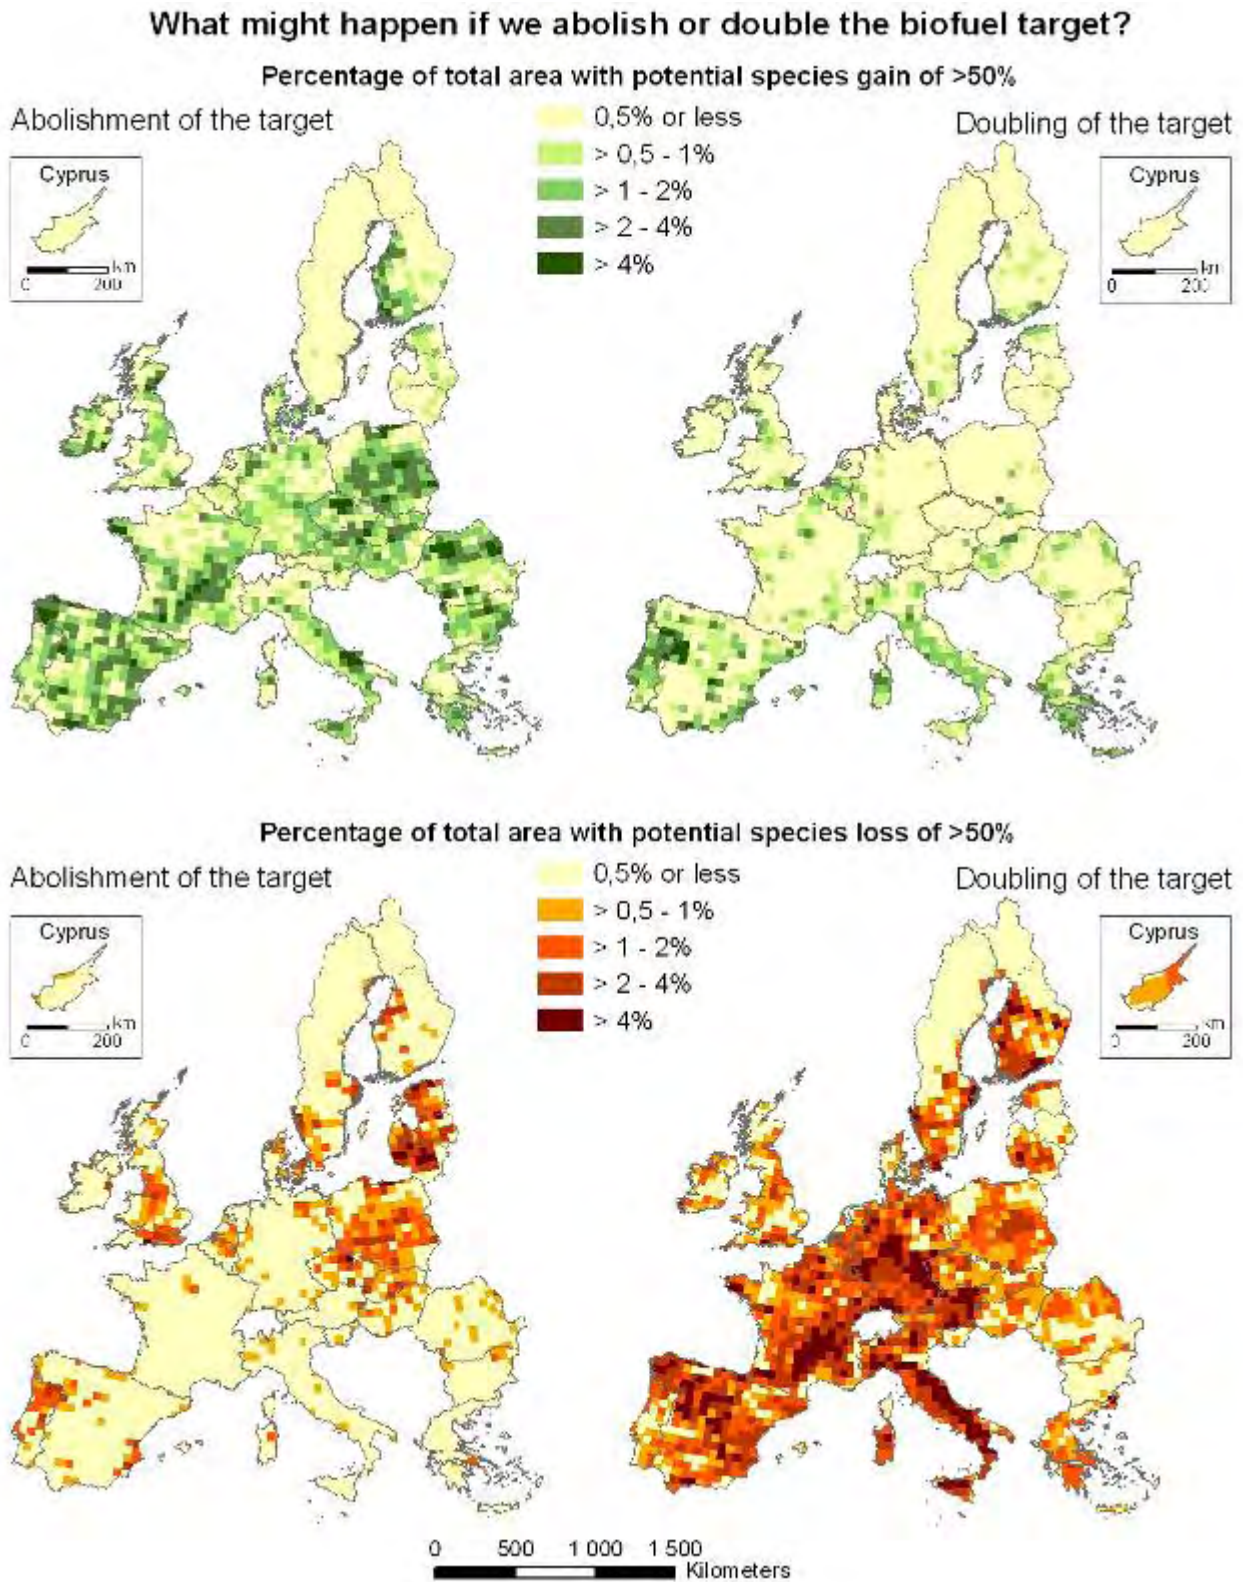 What might happen if we abolish or double the biofuel target?
Percentage of total area with potential species gain of >50%
Abolishment of the target
0,5% or less
> 0,5 - 1%
> 1 - 2%
> 2 - 4%
> 4%
Doubling of the target
Cyprus
km
0 200
Cyprus
km
0 200
Percentage of total area with potential species loss of >50%
Abolishment of the target
0,5% or less
> 0,5 - 1%
> 1 - 2%
> 2 - 4%
> 4%
Doubling of the target
Cyprus
km
0 200
Cyprus
km
0 200
0 500 1 000 1 500
Kilometers